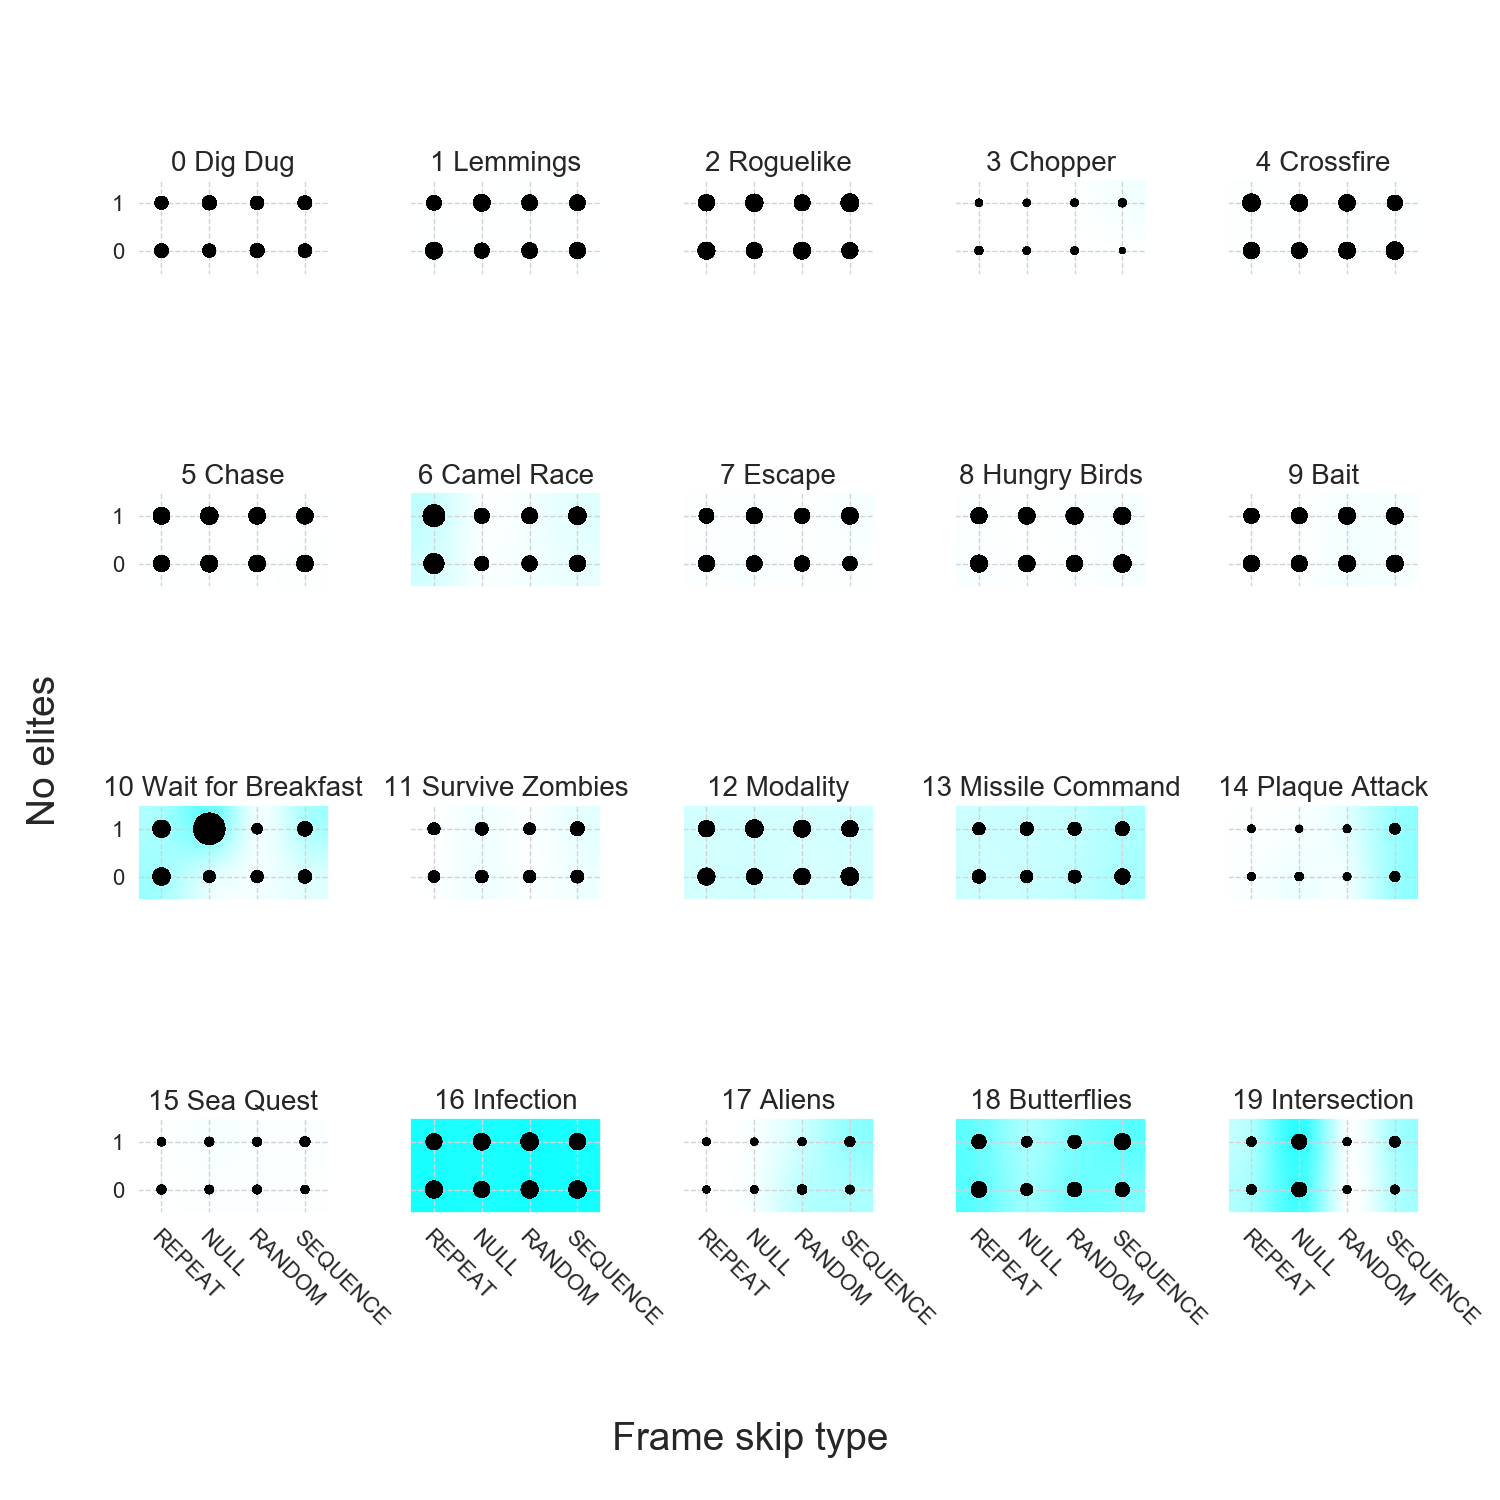 0 Dig Dug
1 Lemmings
2 Roguelike
3 Chopper
4 Crossfire
1
0
5 Chase
6 Camel Race
7 Escape
8 Hungry Birds
9 Bait
1
0
No elites
10 Wait for Breakfast
11 Survive Zombies
12 Modality
13 Missile Command
14 Plaque Attack
1
0
15 Sea Quest
16 Infection
17 Aliens
18 Butterflies
19 Intersection
1
0
REPEAT
NULL
RANDOM
SEQUENCE
REPEAT
NULL
RANDOM
SEQUENCE
REPEAT
NULL
RANDOM
SEQUENCE
REPEAT
NULL
RANDOM
SEQUENCE
REPEAT
NULL
RANDOM
SEQUENCE
Frame skip type